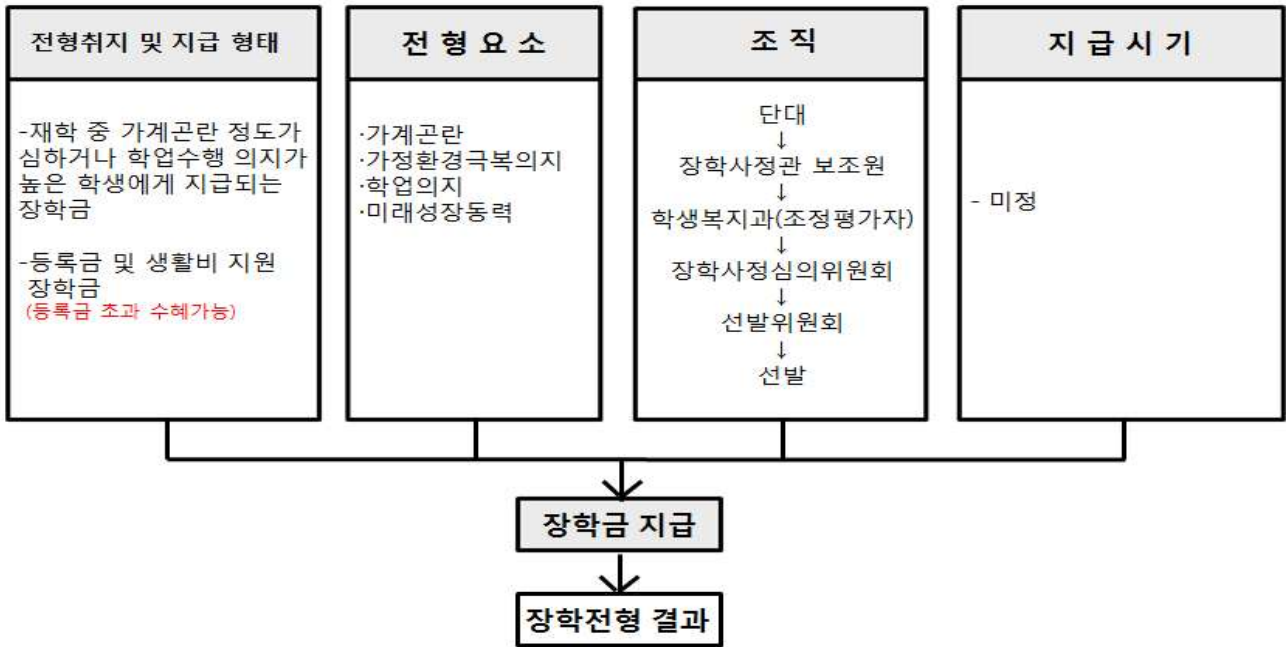 전형취지 및 지급 형태
-재학 중 가계곤란 정도가
심하거나 학업수행 의지가
높은 학생에게 지급되는
장학금
-등록금 및 생활비 지원
장학금
(등록금 초과 수혜가능)
전 형 요 소
·가계곤란
·가정환경극복의지
·학업의지
·미래성장동력
조 직
단대
↓
장학사정관 보조원
↓
학생복지과(조정평가자)
↓
장학사정심의위원회
↓
선발위원회
↓
선발
지 급 시 기
- 미정
장학금 지급
장학전형 결과